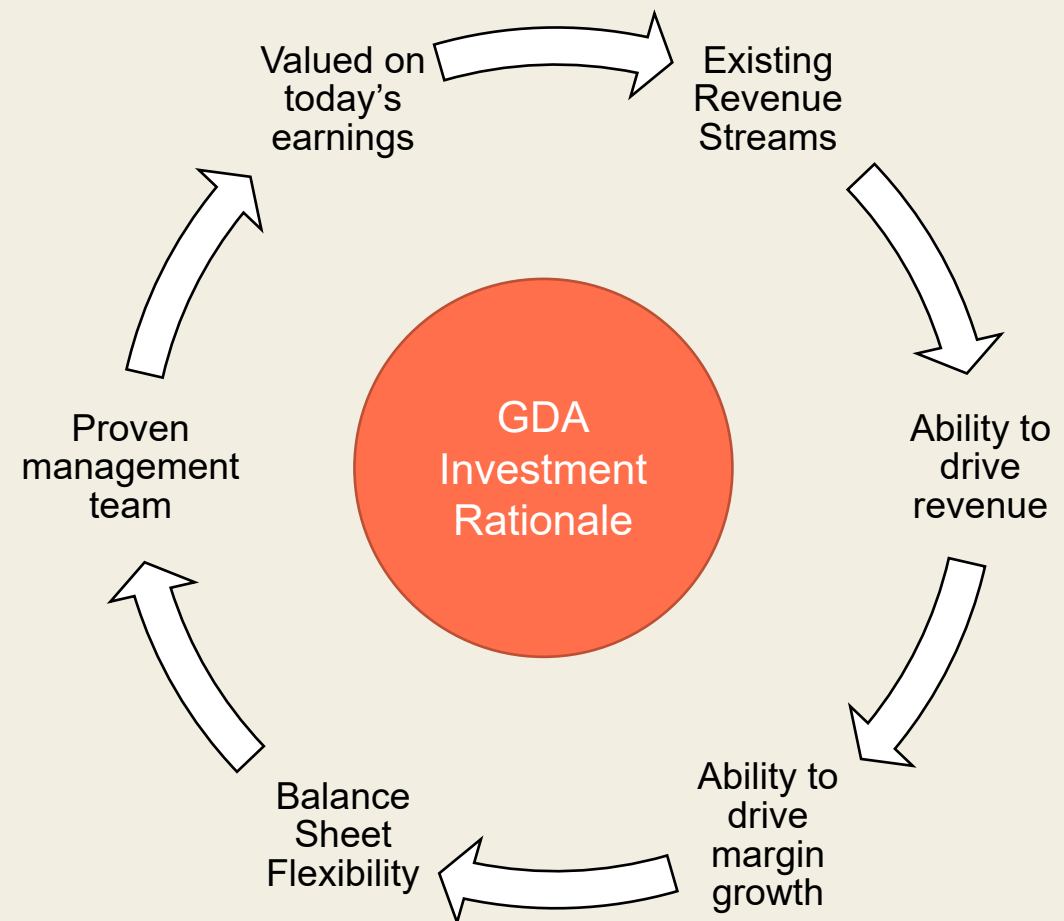 Valued on
today’s
earnings
Existing
Revenue
Streams
Ability to
drive
revenue
Ability to
drive
margin
growth
Balance
Sheet
Flexibility
Proven
management
team
GDA
Investment
Rationale